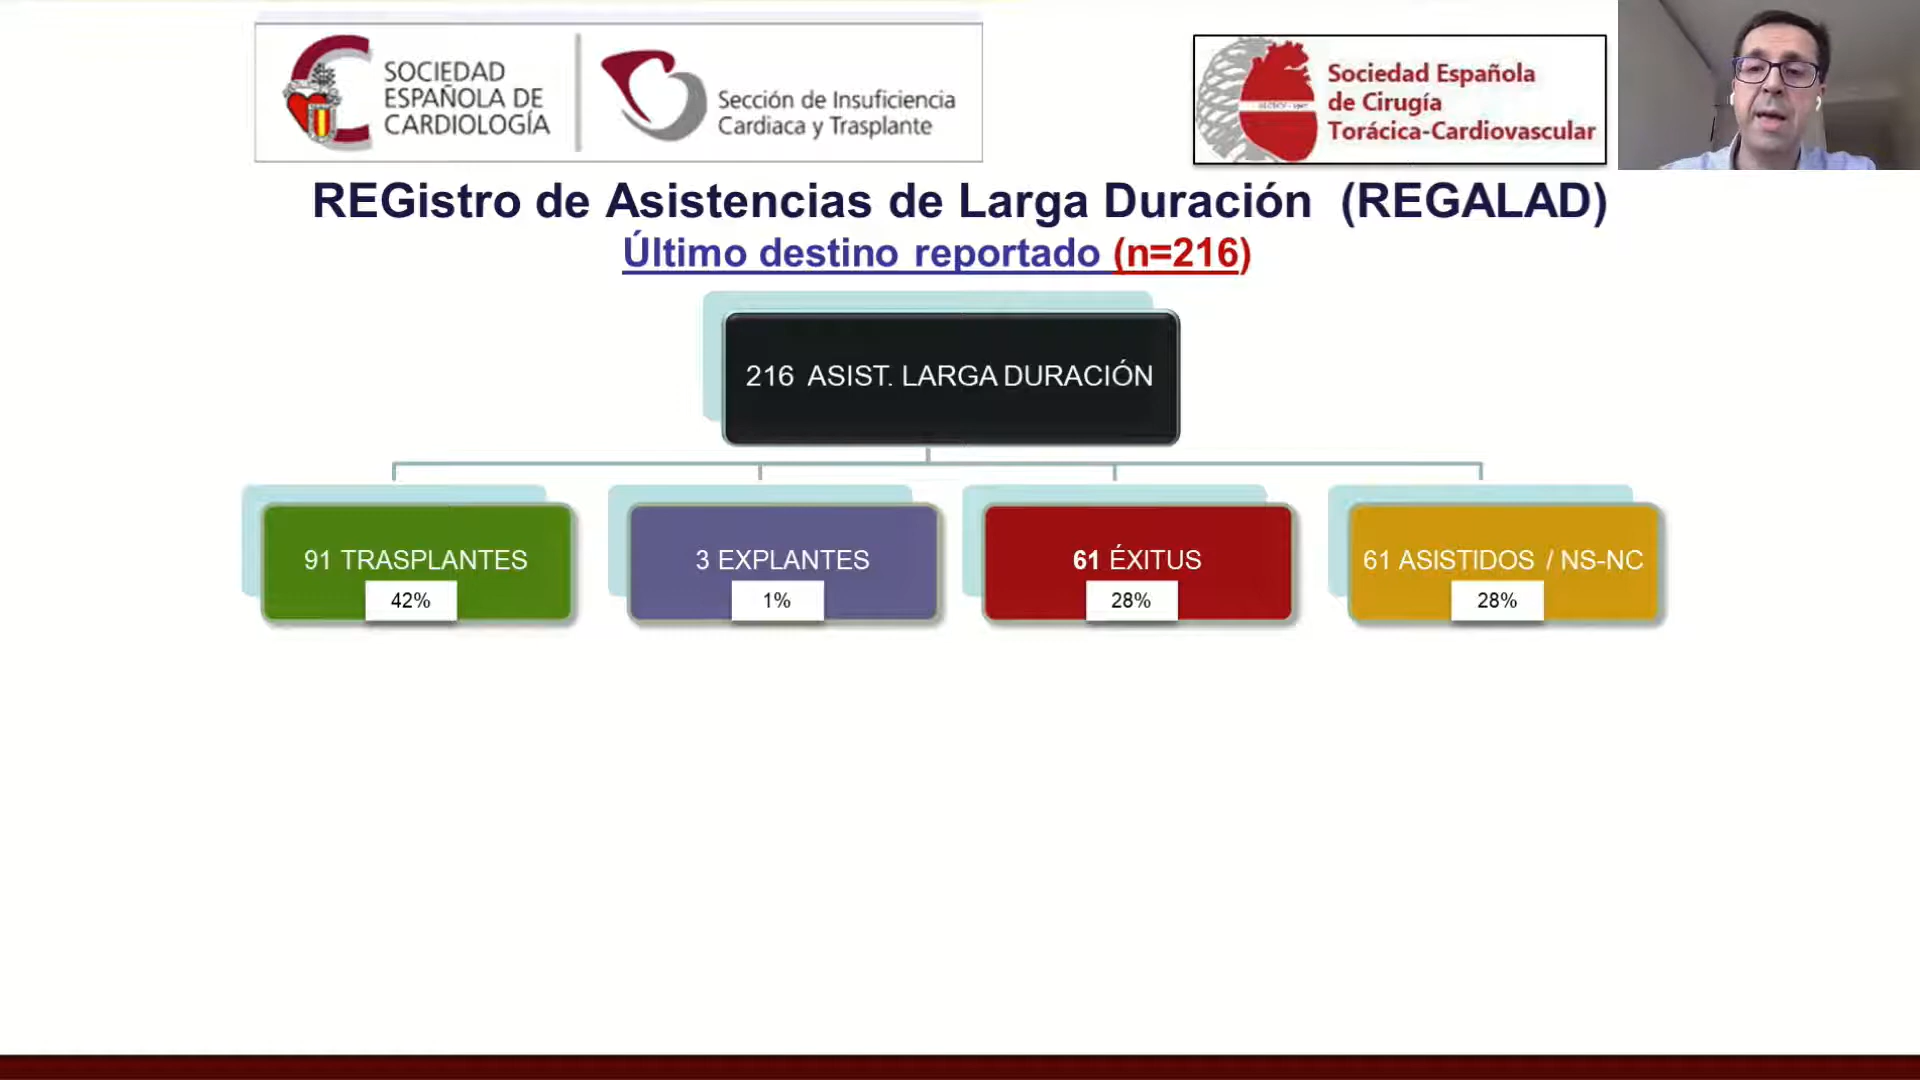 SOCIEDAD
ESPAÑOLA DE
CARDIOLOGÍA
Sección de Insuficiencia
Cardiaca y Trasplante
Sociedad Española
de Cirugía
Torácica-Cardiovascular
REGistro de Asistencias de Larga Duración (REGALAD)
Último destino reportado (n=216)
216 ASIST. LARGA DURACIÓN
91 TRASPLANTES
42%
3 EXPLANTES
1%
61 ÉXITUS
28%
61 ASISTIDOS / NS-NC
28%